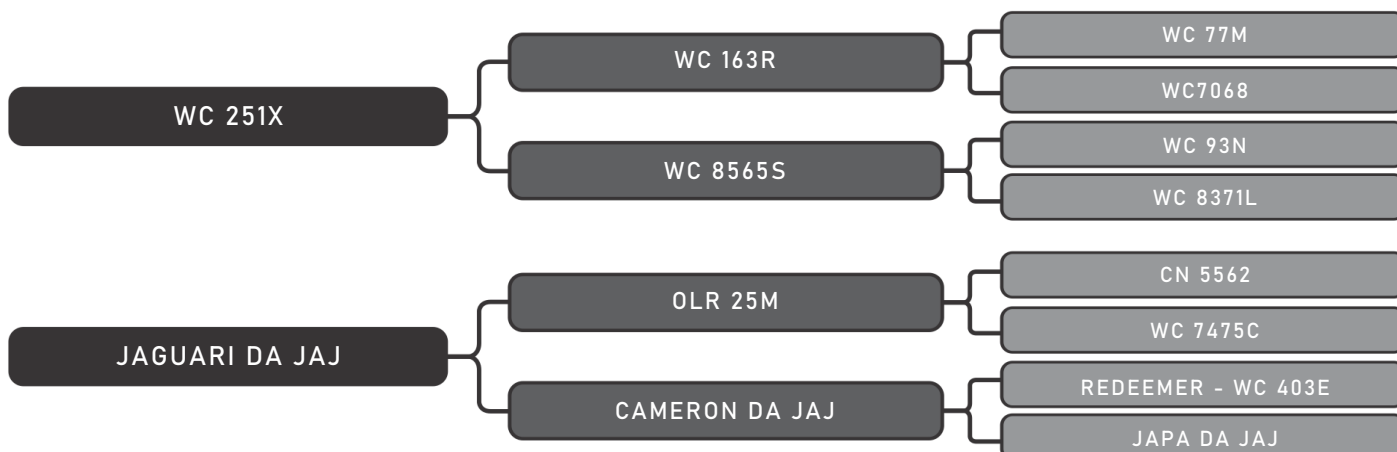 WC 251X
WC 163R
WC 77M
WC7068
WC 8565S
WC 93N
WC 8371L
JAGUARI DA JAJ
OLR 25M
CN 5562
WC 7475C
CAMERON DA JAJ
REDEEMER - WC 403E
JAPA DA JAJ